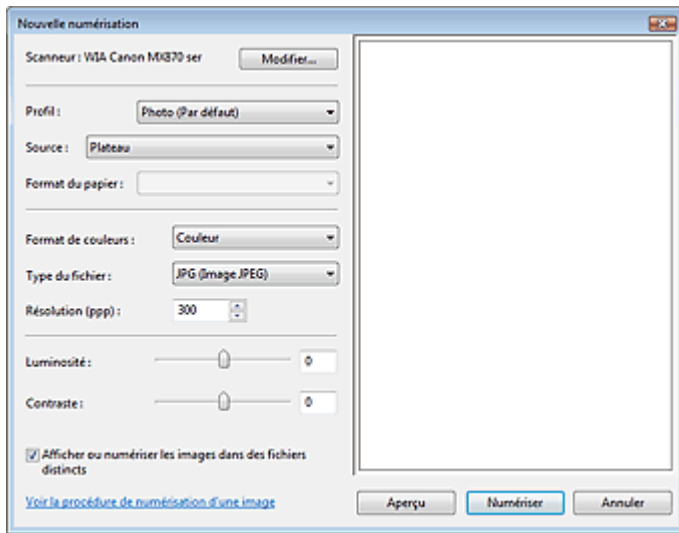 Nouvelle numérisation
Scanneur : WIA Canon MX870 ser
Modifier...
Profil :
Photo (Par défaut)
Source :
Plateau
Format du papier :
Format de couleurs :
Couleur
Type du fichier :
JPG (Image JPEG)
Résolution (ppp) :
300
Luminosité :
0
Contraste :
0
Afficher ou numériser les images dans des fichiers
distincts
Voir la procédure de numérisation d'une image
Aperçu
Numériser
Annuler